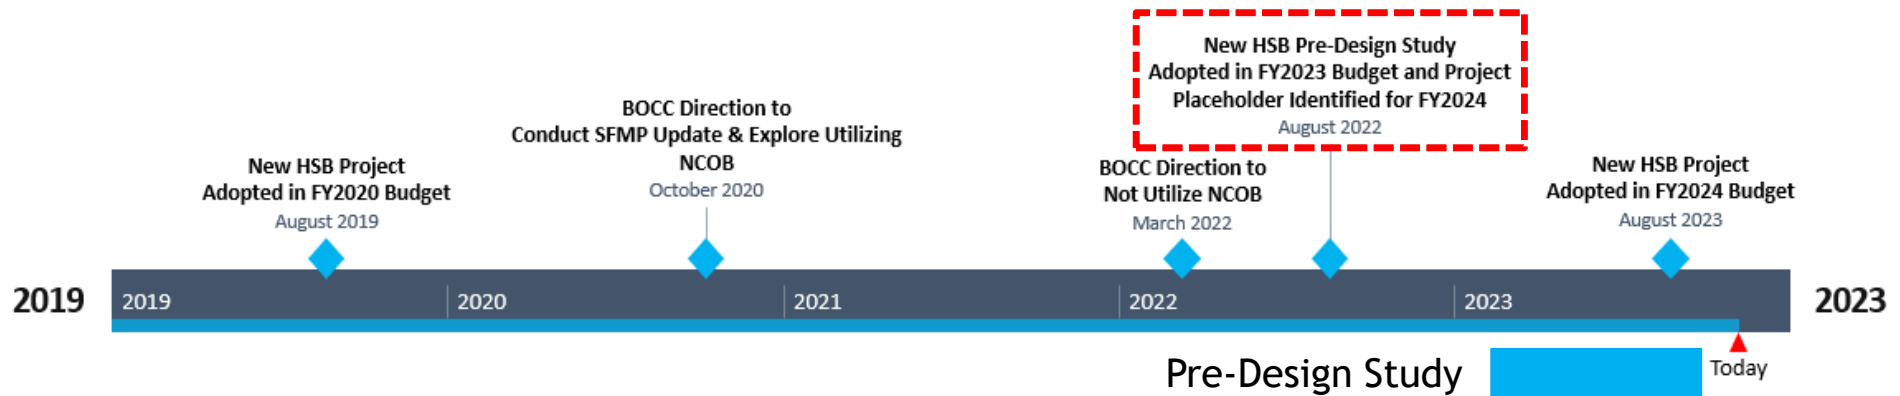 New HSB Project
Adopted in FY2020 Budget
August 2019
BOCC Direction to
Conduct SFMP Update & Explore Utilizing
NCOB
October 2020
BOCC Direction to
Not Utilize NCOB
March 2022
New HSB Pre-Design Study
Adopted in FY2023 Budget and Project
Placeholder Identified for FY2024
August 2022
New HSB Project
Adopted in FY2024 Budget
August 2023
2019
2019
2020
2021
2022
2023
2023
Today
Pre-Design Study